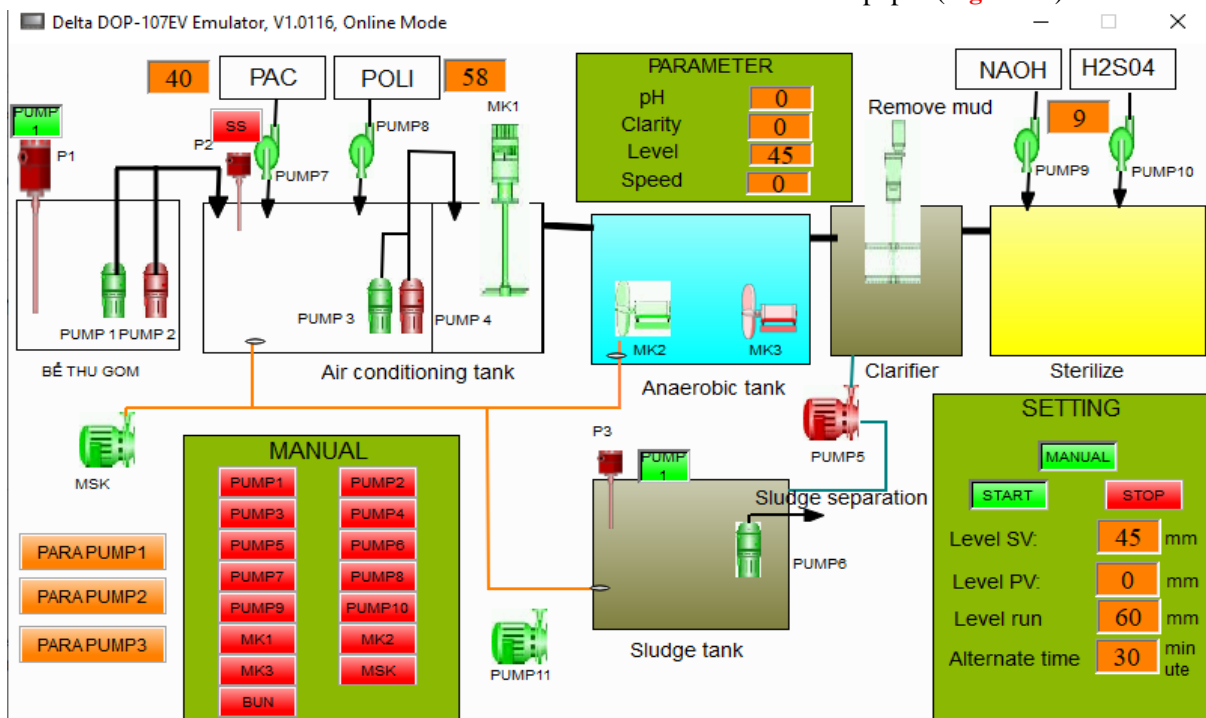 Delta DOP-107EV Emulator, V1.0116, Online Mode
40
PAC
POLI
58
PARAMETER
pH 0
Clarity 0
Level 45
Speed 0
NAOH
H2S04
9
Remove mud
MK1
PUMP 1
P1
SS
P2
PUMP7
PUMP8
PUMP9
PUMP10
PUMP 1
PUMP 2
PUMP 3
PUMP 4
MK2
MK3
BỂ THU GOM
Air conditioning tank
Anaerobic tank
Clarifier
Sterilize
MSK
PUMP5
P3
PUMP 1
Sludge separation
PUMP6
Sludge tank
PUMP11
MANUAL
PUMP1 PUMP2
PUMP3 PUMP4
PUMP5 PUMP6
PUMP7 PUMP8
PUMP9 PUMP10
MK1 MK2
MK3 MSK
BUN
PARA PUMP1
PARA PUMP2
PARA PUMP3
SETTING
MANUAL
START STOP
Level SV: 45 mm
Level PV: 0 mm
Level run 60 mm
Alternate time 30 min
ute